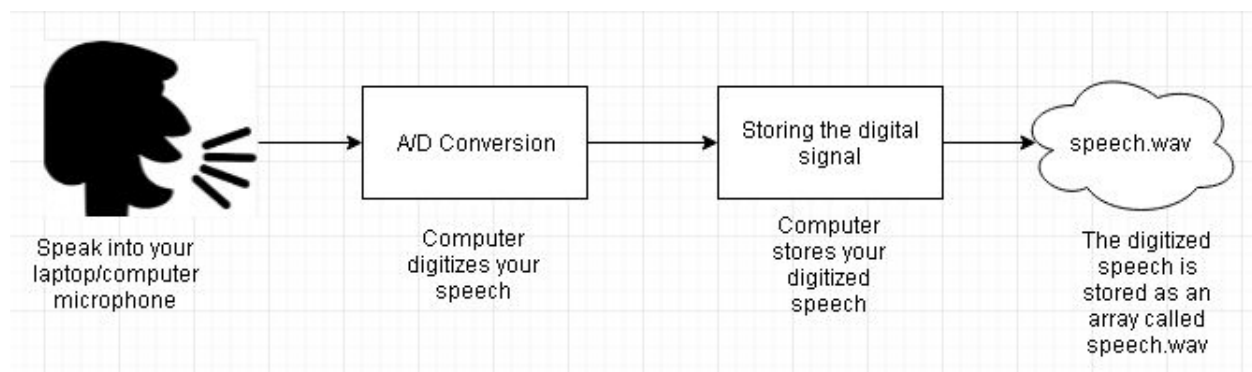 A/D Conversion
Storing the digital
signal
speech.wav
Speak into your
laptop/computer
microphone
Computer
digitizes your
speech
Computer
stores your
digitized
speech
The digitized
speech is
stored as an
array called
speech.wav